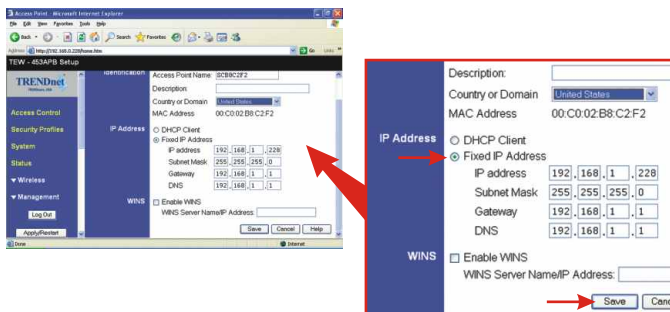 Access Point - Microsoft Internet Explorer
File Edit View Favorites Tools Help
Back Search Favorites
Address http://192.168.0.228/home.htm Go Links
TEW - 453APB Setup
TRENDnet
Access Control
Security Profiles
System
Status
Wireless
Management
Log Out
Apply/Restart
Identification
Access Point Name: SCB8C2F2
Description
Country or Domain United States
MAC Address 00:C0:02:B8:C2:F2
IP Address
DHCP Client
Fixed IP Address
IP address 192 . 168 . 1 . 228
Subnet Mask 255 . 255 . 255 . 0
Gateway 192 . 168 . 1 . 1
DNS 192 . 168 . 1 . 1
WINS
Enable WINS
WINS Server Name/IP Address:
Save Cancel Help
Done Internet
Description:
Country or Domain United States
MAC Address 00:C0:02:B8:C2:F2
IP Address
DHCP Client
Fixed IP Address
IP address 192 . 168 . 1 . 228
Subnet Mask 255 . 255 . 255 . 0
Gateway 192 . 168 . 1 . 1
DNS 192 . 168 . 1 . 1
WINS
Enable WINS
WINS Server Name/IP Address:
Save Canc